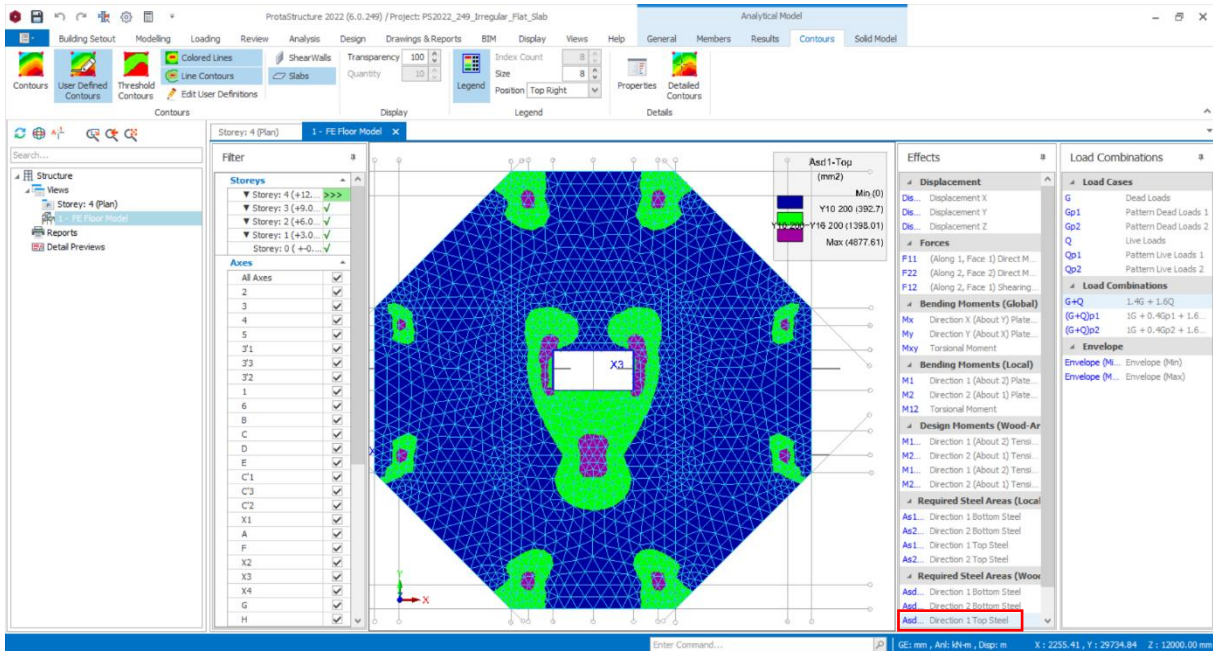 ProtaStructure 2022 (6.0.249) / Project: PS2022_249_Irregular_Flat_Slab
Analytical Model
Building Setout Modelling Loading Review Analysis Design Drawings & Reports BIM Display Views Help General Members Results Contours Solid Model
Contours
User Defined Contours
Threshold Contours
Colored Lines
Line Contours
Edit User Definitions
ShearWalls
Slabs
Transparency 100
Quantity 10
Legend
Index Count 8
Size 8
Position Top Right
Properties
Detailed Contours
Contours
Display
Legend
Details
Search...
Structure
Views
Storey: 4 (Plan)
1 - FE Floor Model
Reports
Detail Previews
Storey: 4 (Plan)
1 - FE Floor Model
Filter
Storeys
Storey: 4 (+12.... >>>
Storey: 3 (+9.0...
Storey: 2 (+6.0...
Storey: 1 (+3.0...
Storey: 0 ( +-0....
Axes
All Axes
2
3
4
5
3'1
3'3
3'2
1
6
B
C
D
E
C'1
C'3
C'2
X1
A
F
X2
X3
X4
G
H
Asd1-Top
(mm2)
Min (0)
Y10 200 (392.7)
Y10 200-Y16 200 (1398.01)
Max (4877.61)
X3
Y
X
Effects
Displacement
Dis... Displacement X
Dis... Displacement Y
Dis... Displacement Z
Forces
F11 (Along 1, Face 1) Direct M...
F22 (Along 2, Face 2) Direct M...
F12 (Along 2, Face 1) Shearing...
Bending Moments (Global)
Mx Direction X (About Y) Plate...
My Direction Y (About X) Plate...
Mxy Torsional Moment
Bending Moments (Local)
M1 Direction 1 (About 2) Plate...
M2 Direction 2 (About 1) Plate...
M12 Torsional Moment
Design Moments (Wood-Ar
M1... Direction 1 (About 2) Tensi...
M2... Direction 2 (About 1) Tensi...
M1... Direction 1 (About 2) Tensi...
M2... Direction 2 (About 1) Tensi...
Required Steel Areas (Local
As1... Direction 1 Bottom Steel
As2... Direction 2 Bottom Steel
As1... Direction 1 Top Steel
As2... Direction 2 Top Steel
Required Steel Areas (Wood
Asd... Direction 1 Bottom Steel
Asd... Direction 2 Bottom Steel
Asd... Direction 1 Top Steel
Load Combinations
Load Cases
G Dead Loads
Gp1 Pattern Dead Loads 1
Gp2 Pattern Dead Loads 2
Q Live Loads
Qp1 Pattern Live Loads 1
Qp2 Pattern Live Loads 2
Load Combinations
G+Q 1.4G + 1.6Q
(G+Q)p1 1G + 0.4Gp1 + 1.6...
(G+Q)p2 1G + 0.4Gp2 + 1.6...
Envelope
Envelope (Mi... Envelope (Min)
Envelope (M... Envelope (Max)
Enter Command...
GE: mm , Anl: kN-m , Disp: m X : 2255.41 , Y : 29734.84 Z : 12000.00 mm